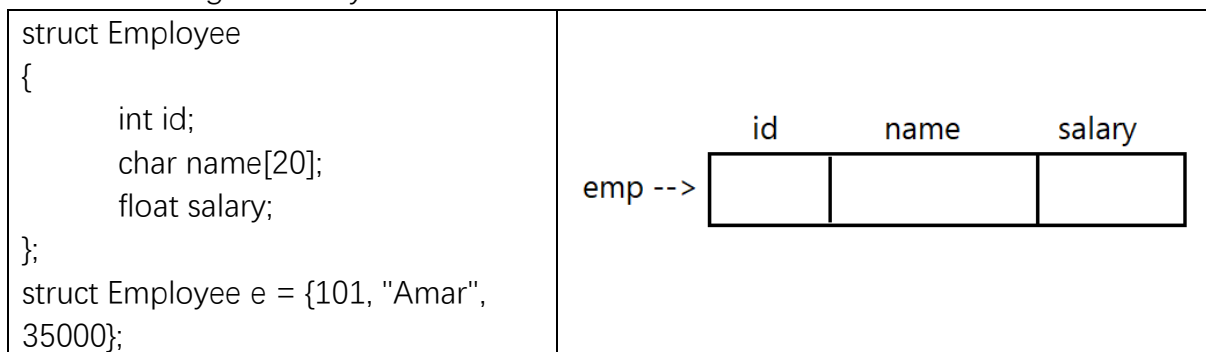 struct Employee
{
int id;
char name[20];
float salary;
};
struct Employee e = {101, "Amar",
35000};
id name salary
emp -->